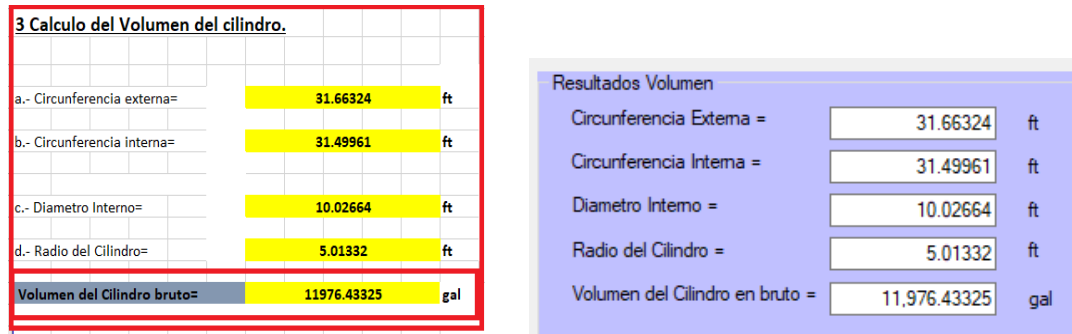 3 Calculo del Volumen del cilindro.
a.- Circunferencia externa= 31.66324 ft
b.- Circunferencia interna= 31.49961 ft
c.- Diametro Interno= 10.02664 ft
d.- Radio del Cilindro= 5.01332 ft
Volumen del Cilindro bruto= 11976.43325 gal
Resultados Volumen
Circunferencia Externa = 31.66324 ft
Circunferencia Interna = 31.49961 ft
Diametro Interno = 10.02664 ft
Radio del Cilindro = 5.01332 ft
Volumen del Cilindro en bruto = 11,976.43325 gal